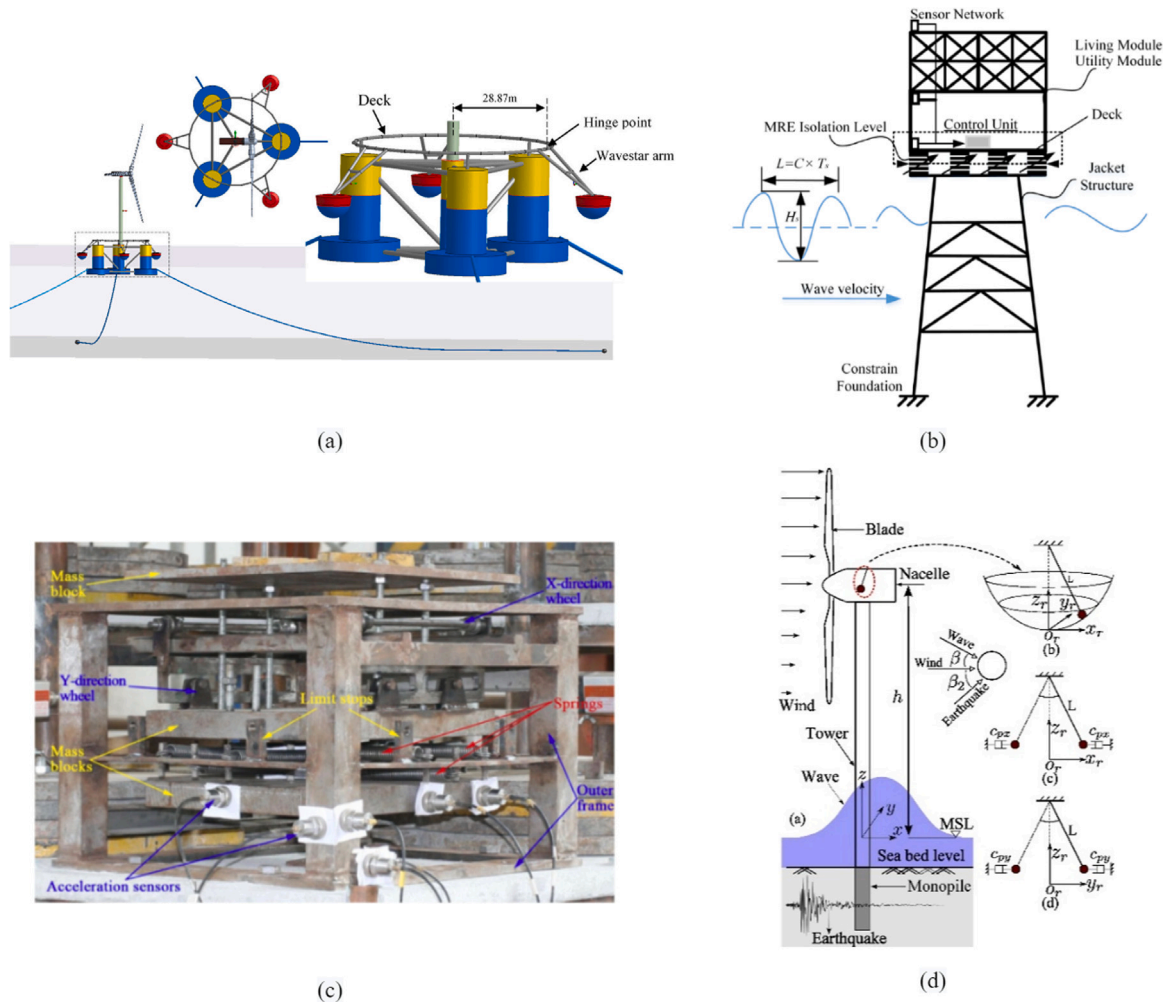 Deck
28.87m
Hinge point
Wavestar arm
(a)
Sensor Network
Living Module
Utility Module
Control Unit
Deck
MRE Isolation Level
L=C×Tₛ
Hₛ
Jacket
Structure
Wave velocity
Constrain
Foundation
(b)
Mass
block
X-direction
wheel
Y-direction
wheel
Limit stops
Springs
Mass
blocks
Outer
frame
Acceleration sensors
(c)
Blade
Nacelle
L
zᵣ
yᵣ
Oᵣ
xᵣ
(b)
Wave
β
Wind
β₂
Earthquake
h
Wind
Tower
Wave
z
y
x
(a)
MSL
Sea bed level
Monopile
Earthquake
L
cₚₓ
zᵣ
cₚₓ
Oᵣ
xᵣ
(c)
L
c_py
zᵣ
c_py
Oᵣ
yᵣ
(d)
(d)